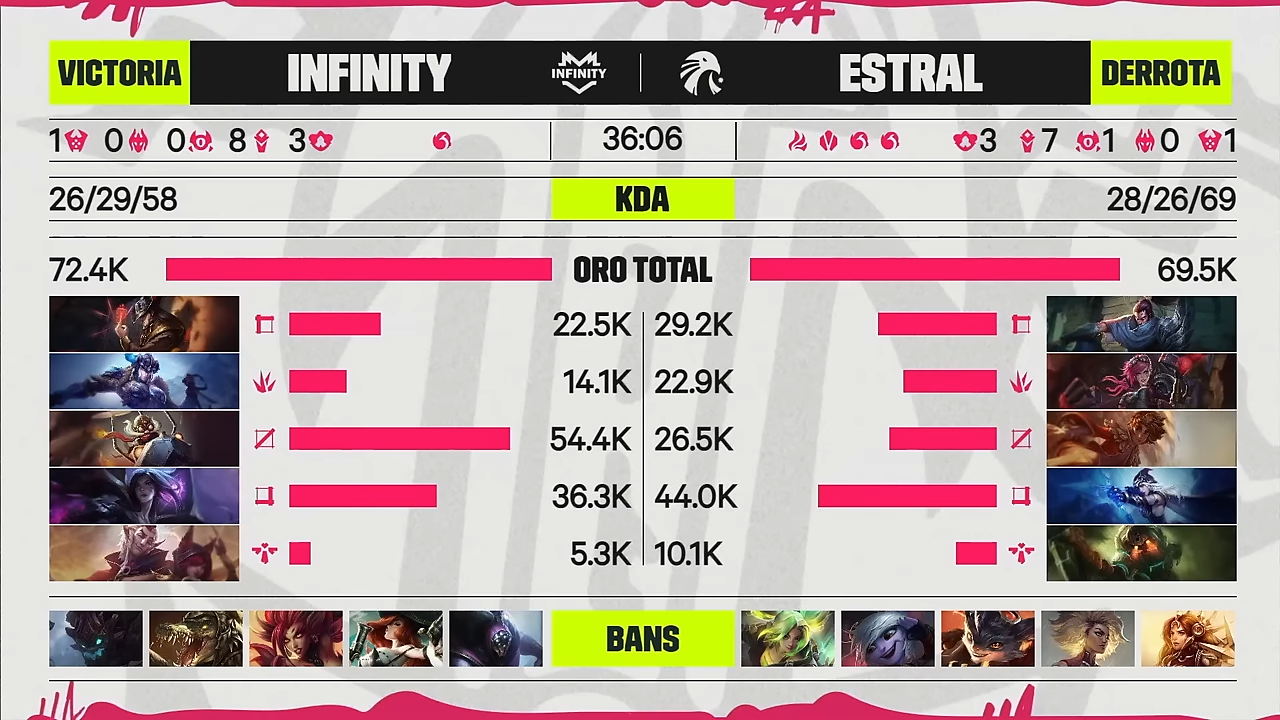 VICTORIA INFINITY INFINITY ESTRAL DERROTA
1 0 0 8 3 36:06 3 7 1 0 1
26/29/58 KDA 28/26/69
72.4K ORO TOTAL 69.5K
22.5K 29.2K
14.1K 22.9K
54.4K 26.5K
36.3K 44.0K
5.3K 10.1K
BANS